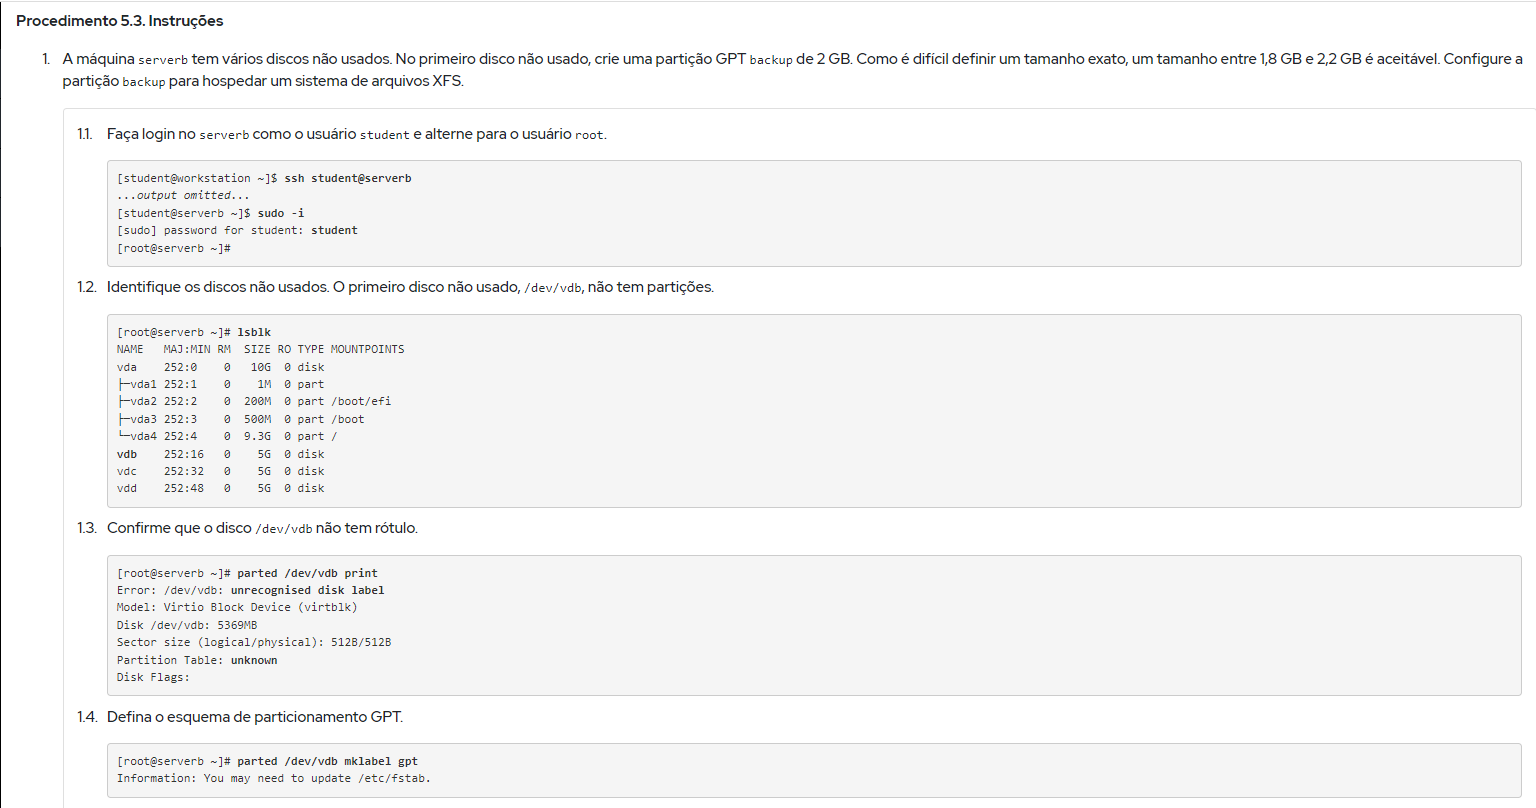 Procedimento 5.3. Instruções
1. A máquina serverb tem vários discos não usados. No primeiro disco não usado, crie uma partição GPT backup de 2 GB. Como é difícil definir um tamanho exato, um tamanho entre 1,8 GB e 2,2 GB é aceitável. Configure a
partição backup para hospedar um sistema de arquivos XFS.
1.1. Faça login no serverb como o usuário student e alterne para o usuário root.
[student@workstation ~]$ ssh student@serverb
...output omitted...
[student@serverb ~]$ sudo -i
[sudo] password for student: student
[root@serverb ~]#
1.2. Identifique os discos não usados. O primeiro disco não usado, /dev/vdb, não tem partições.
[root@serverb ~]# lsblk
NAME   MAJ:MIN RM  SIZE RO TYPE MOUNTPOINTS
vda    252:0    0   10G  0 disk
├─vda1 252:1    0    1M  0 part
├─vda2 252:2    0  200M  0 part /boot/efi
├─vda3 252:3    0  500M  0 part /boot
└─vda4 252:4    0  9.3G  0 part /
vdb    252:16   0    5G  0 disk
vdc    252:32   0    5G  0 disk
vdd    252:48   0    5G  0 disk
1.3. Confirme que o disco /dev/vdb não tem rótulo.
[root@serverb ~]# parted /dev/vdb print
Error: /dev/vdb: unrecognised disk label
Model: Virtio Block Device (virtblk)
Disk /dev/vdb: 5369MB
Sector size (logical/physical): 512B/512B
Partition Table: unknown
Disk Flags:
1.4. Defina o esquema de particionamento GPT.
[root@serverb ~]# parted /dev/vdb mklabel gpt
Information: You may need to update /etc/fstab.